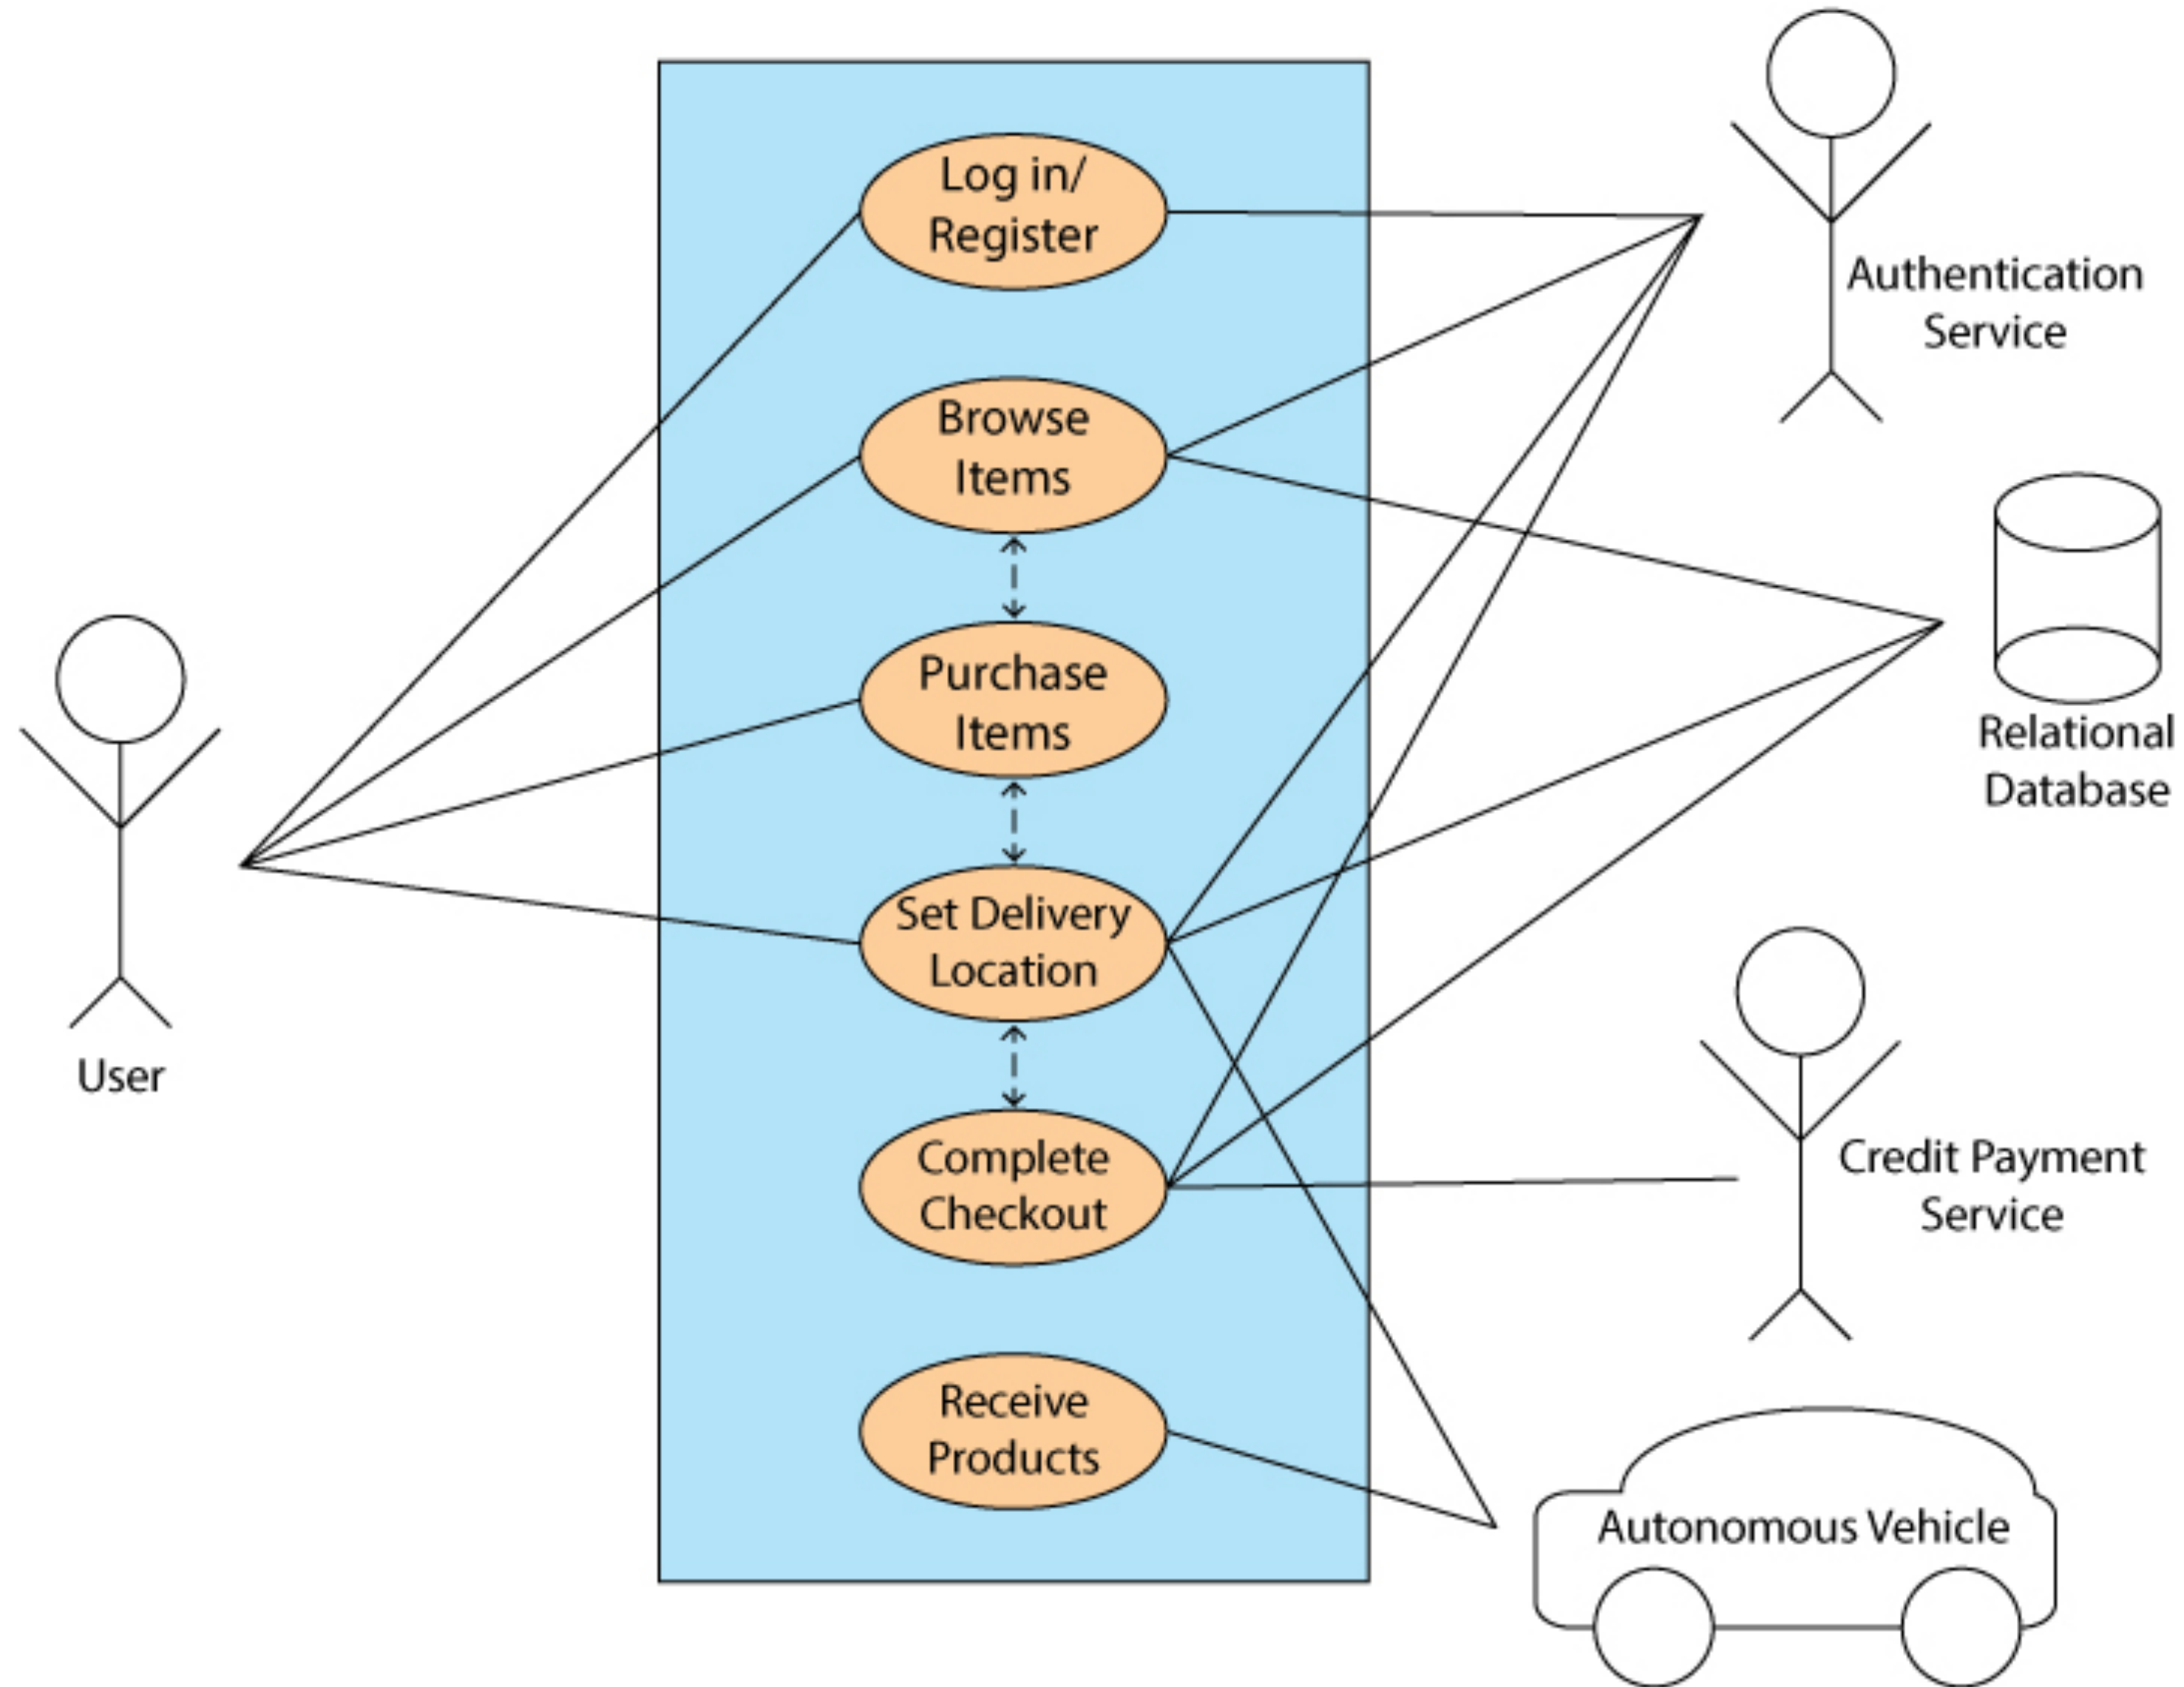 Log in/
Register
Browse
Items
Purchase
Items
Set Delivery
Location
Complete
Checkout
Receive
Products
User
Authentication
Service
Relational
Database
Credit Payment
Service
Autonomous Vehicle